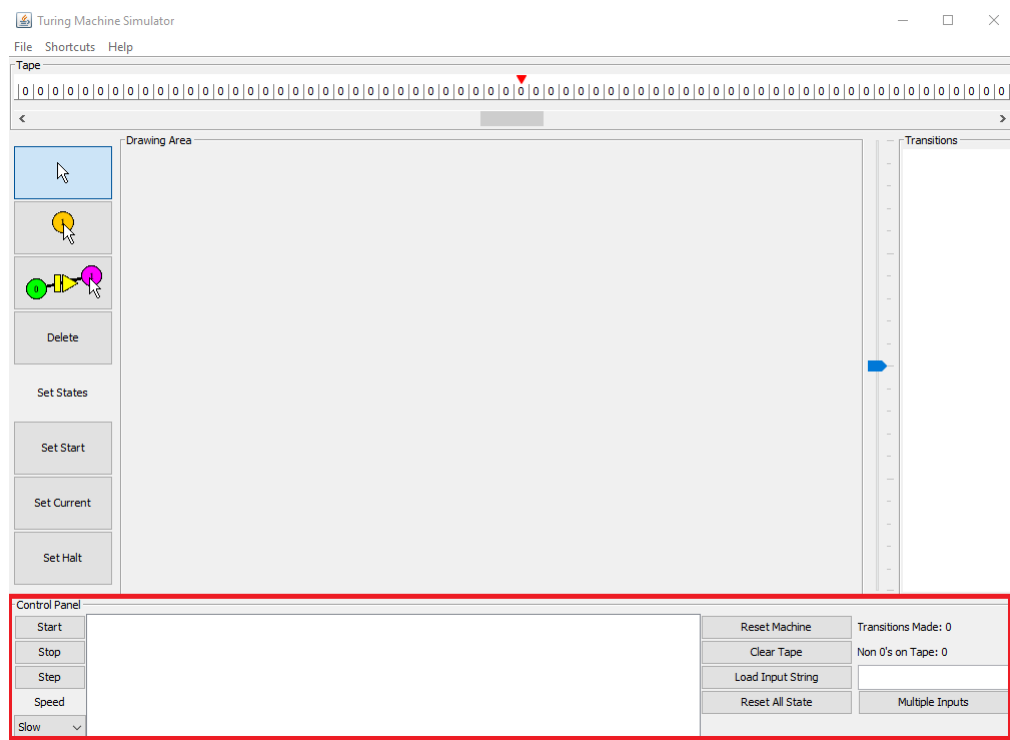 Turing Machine Simulator
File Shortcuts Help
Tape
0 0 0 0 0 0 0 0 0 0 0 0 0 0 0 0 0 0 0 0 0 0 0 0 0 0 0 0 0 0 0 0 0 0 0 0 0 0 0 0 0 0 0 0 0 0 0 0 0 0 0 0 0 0 0 0 0 0 0 0 0 0 0 0 0 0
Drawing Area
Transitions
0
Delete
Set States
Set Start
Set Current
Set Halt
Control Panel
Start
Stop
Step
Speed
Slow
Reset Machine
Clear Tape
Load Input String
Reset All State
Transitions Made: 0
Non 0's on Tape: 0
Multiple Inputs